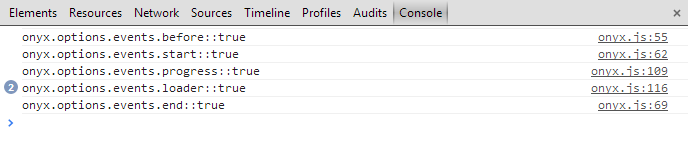 Elements Resources Network Sources Timeline Profiles Audits Console ×
onyx.options.events.before::true onyx.js:55
onyx.options.events.start::true onyx.js:62
onyx.options.events.progress::true onyx.js:109
2 onyx.options.events.loader::true onyx.js:116
onyx.options.events.end::true onyx.js:69
>